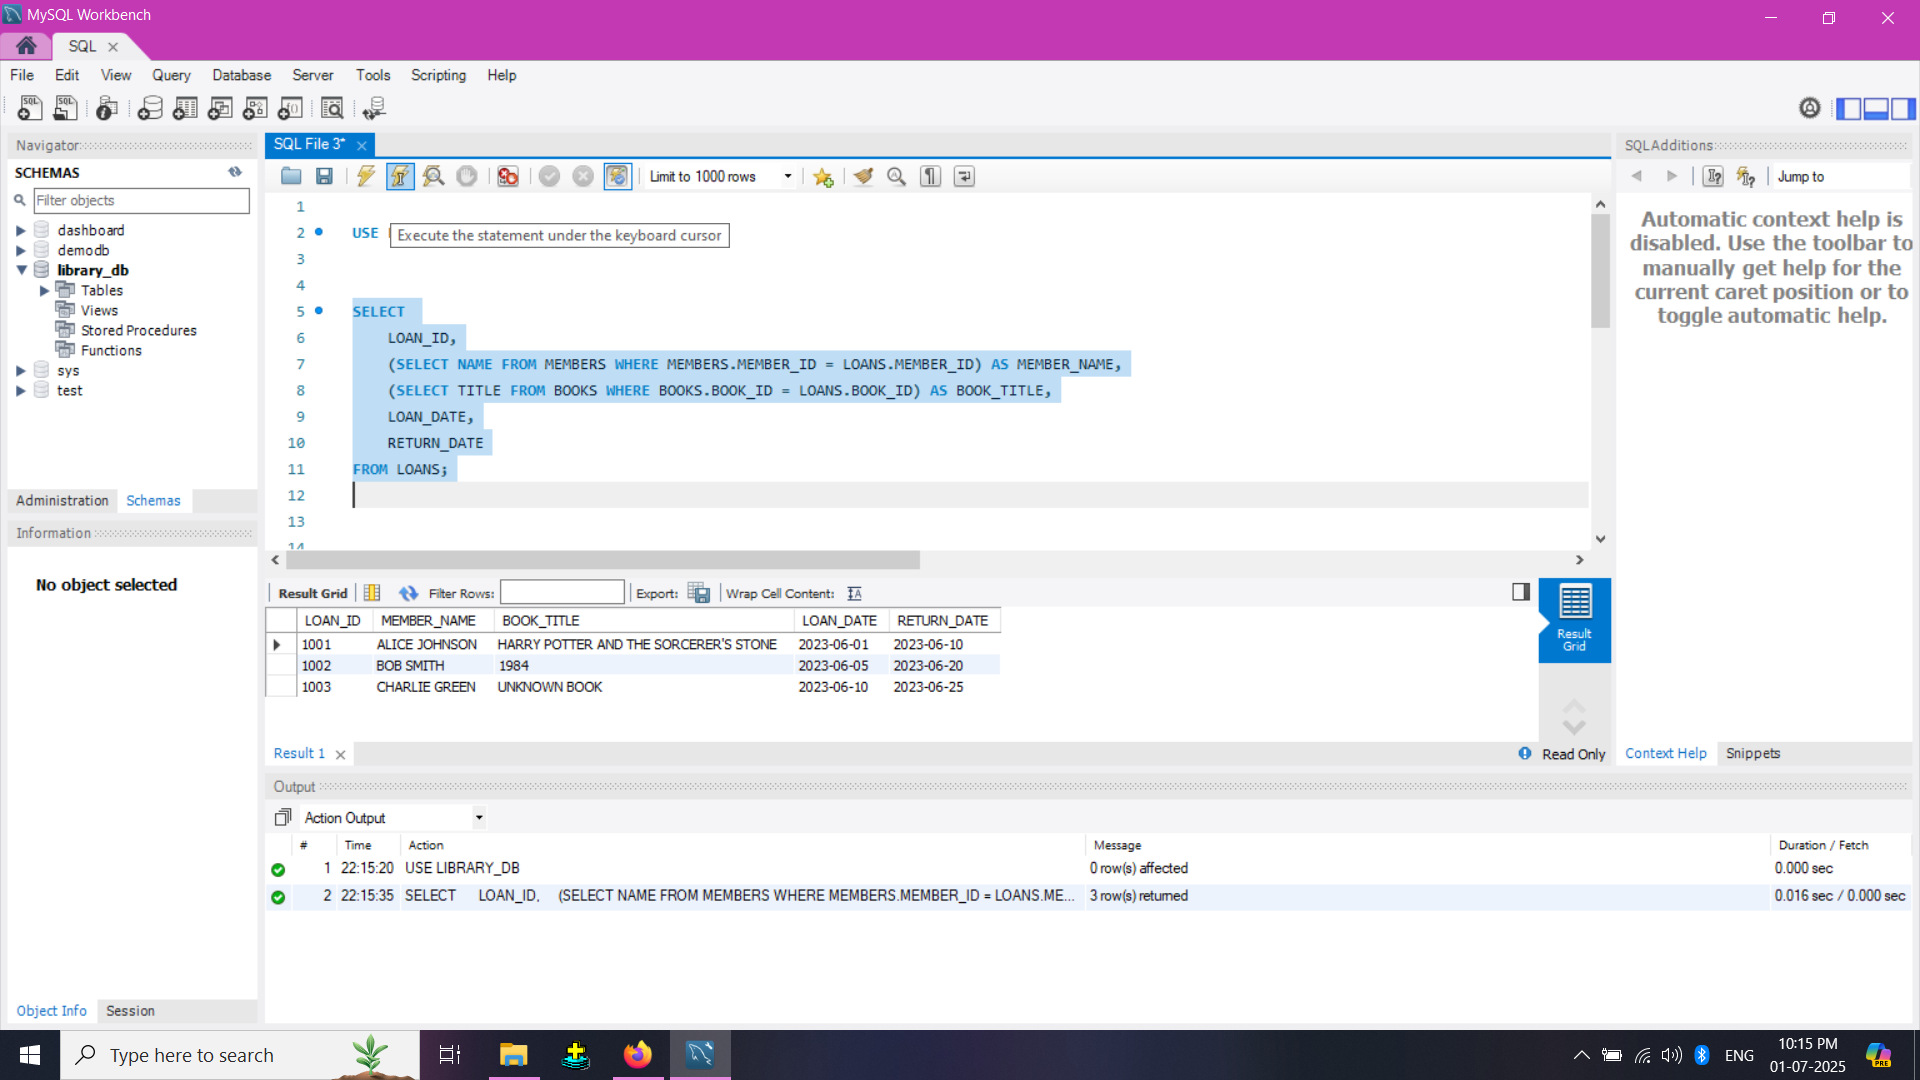 MySQL Workbench
SQL
File Edit View Query Database Server Tools Scripting Help
Navigator
SCHEMAS
Filter objects
dashboard
demodb
library_db
Tables
Views
Stored Procedures
Functions
sys
test
Administration Schemas
Information
No object selected
Object Info Session
SQL File 3*
Limit to 1000 rows
1
2 USE
Execute the statement under the keyboard cursor
3
4
5 SELECT
6 LOAN_ID,
7 (SELECT NAME FROM MEMBERS WHERE MEMBERS.MEMBER_ID = LOANS.MEMBER_ID) AS MEMBER_NAME,
8 (SELECT TITLE FROM BOOKS WHERE BOOKS.BOOK_ID = LOANS.BOOK_ID) AS BOOK_TITLE,
9 LOAN_DATE,
10 RETURN_DATE
11 FROM LOANS;
12
13
14
Result Grid Filter Rows: Export: Wrap Cell Content:
LOAN_ID MEMBER_NAME BOOK_TITLE LOAN_DATE RETURN_DATE
1001 ALICE JOHNSON HARRY POTTER AND THE SORCERER'S STONE 2023-06-01 2023-06-10
1002 BOB SMITH 1984 2023-06-05 2023-06-20
1003 CHARLIE GREEN UNKNOWN BOOK 2023-06-10 2023-06-25
Result
Grid
Result 1
Read Only
SQLAdditions
Jump to
Automatic context help is
disabled. Use the toolbar to
manually get help for the
current caret position or to
toggle automatic help.
Context Help Snippets
Output
Action Output
# Time Action Message Duration / Fetch
1 22:15:20 USE LIBRARY_DB 0 row(s) affected 0.000 sec
2 22:15:35 SELECT LOAN_ID, (SELECT NAME FROM MEMBERS WHERE MEMBERS.MEMBER_ID = LOANS.ME... 3 row(s) returned 0.016 sec / 0.000 sec
Type here to search
ENG
10:15 PM
01-07-2025
PRE